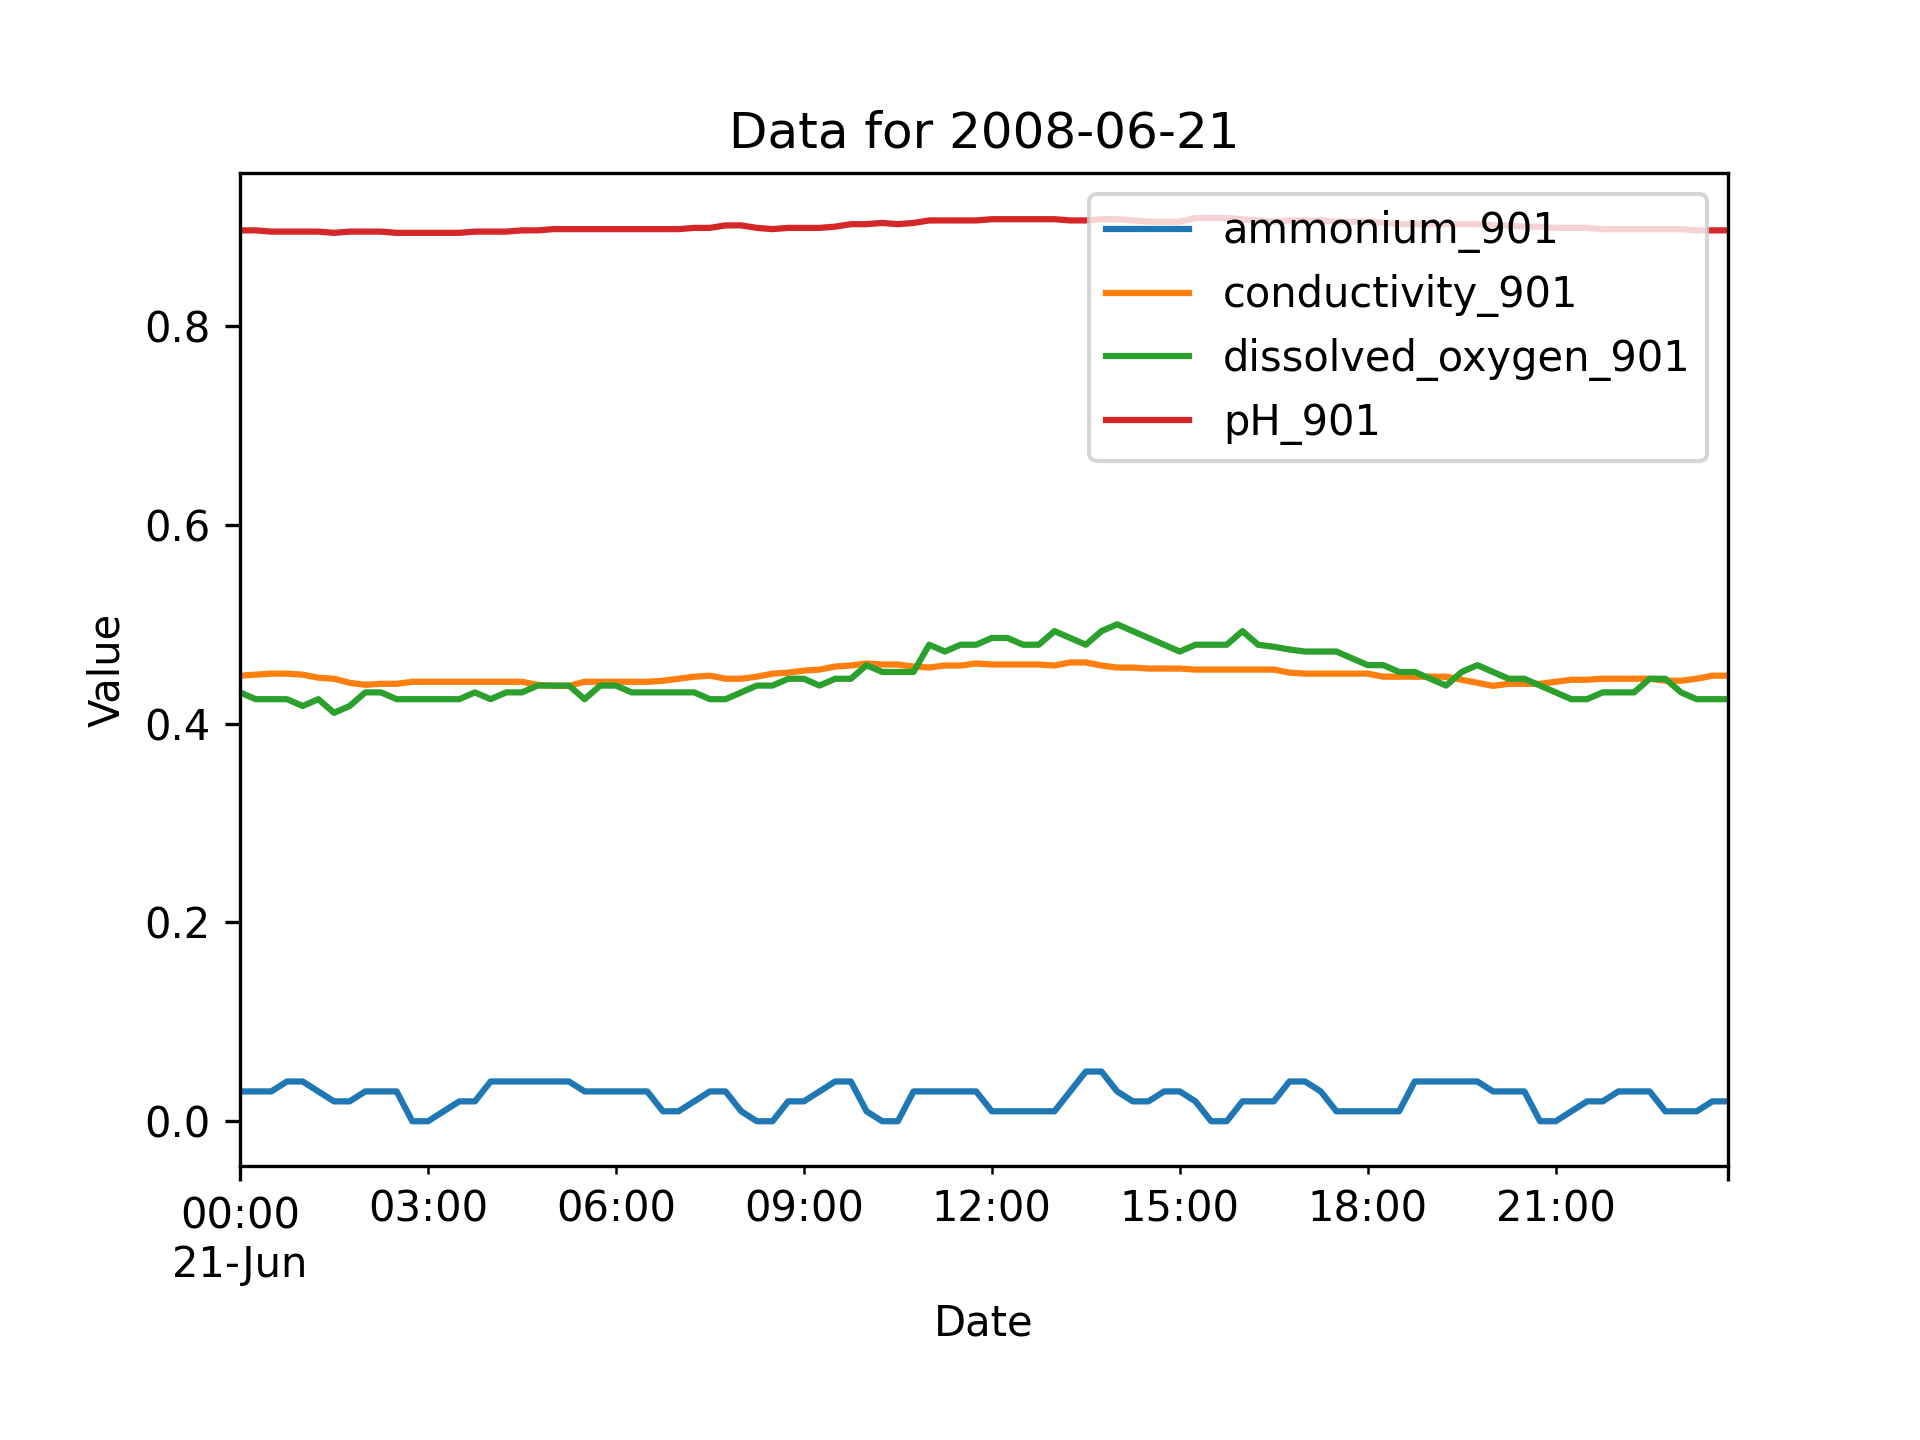 Data for 2008-06-21
ammonium_901
conductivity_901
dissolved_oxygen_901
pH_901
Value
0.8
0.6
0.4
0.2
0.0
00:00 03:00 06:00 09:00 12:00 15:00 18:00 21:00
21-Jun
Date